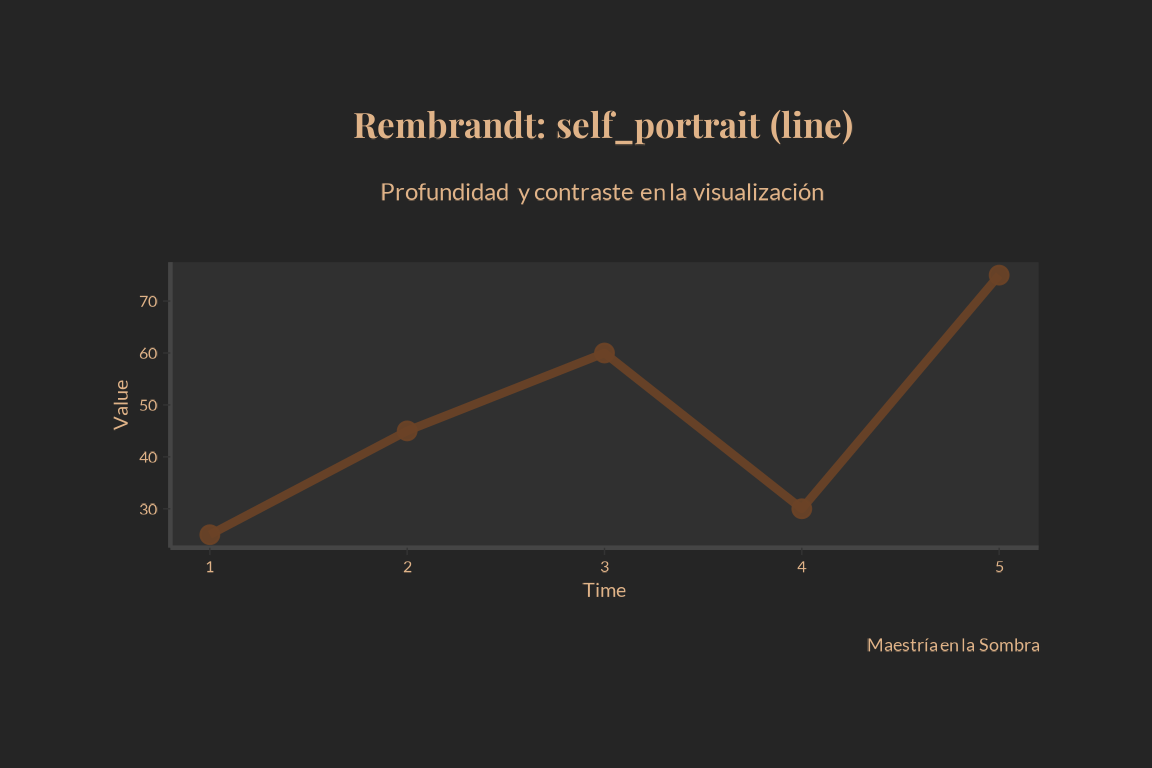 Rembrandt: self_portrait (line)
Profundidad y contraste en la visualización
70
60
50
40
30
Value
1 2 3 4 5
Time
Maestría en la Sombra